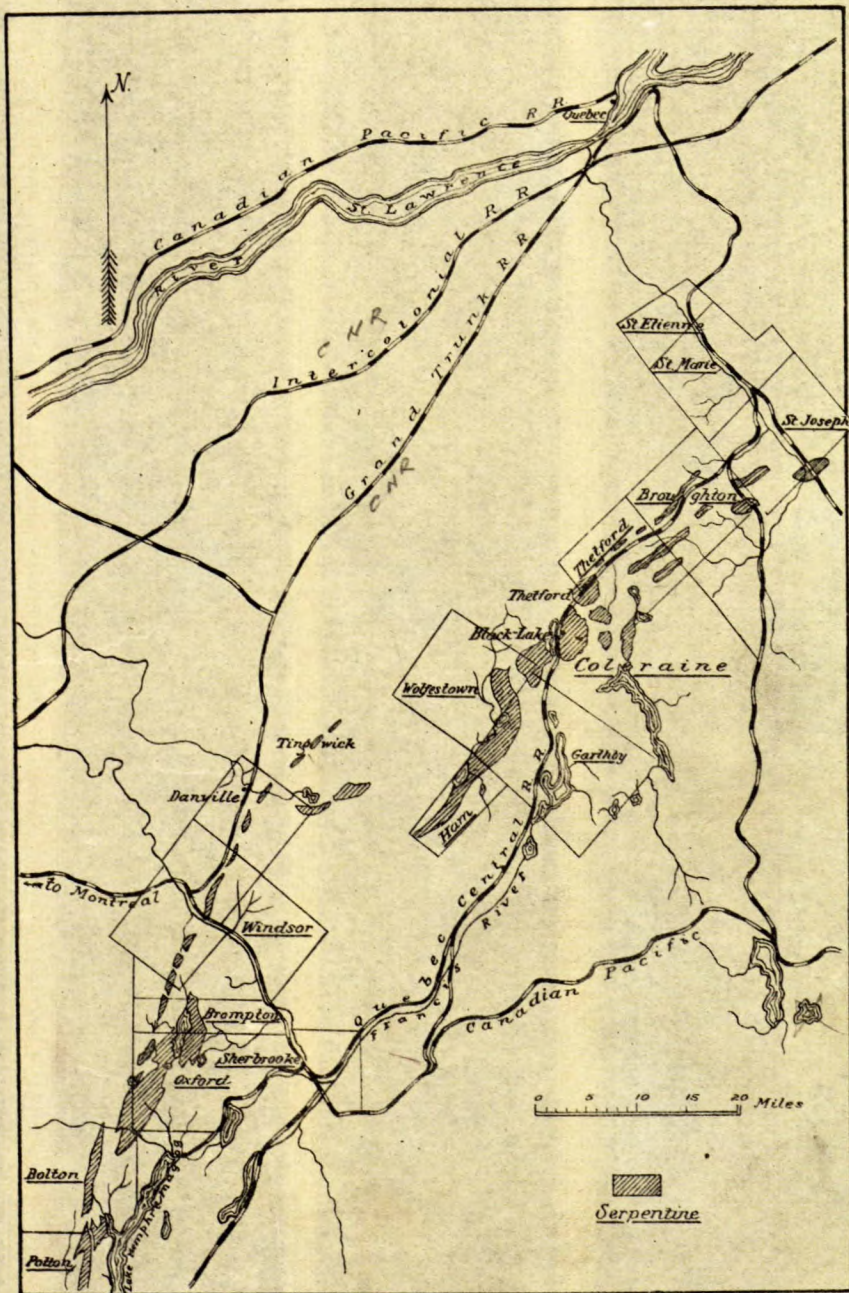 N.
Quebec
Canadian Pacific R R
River St. Lawrence
Intercolonial R R
C N R
Grand Trunk R R
C N R
St Etienne
St. Marie
St Joseph
Broughton
Thetford
Thetford
Black-Lake
Coleraine
Wolfestown
Garthby
Tingwick
Danville
Ham
to Montreal
Windsor
Quebec Central R R
St Francis River
Canadian Pacific
Brompton
Sherbrooke
Oxford
0 5 10 15 20 Miles
Bolton
Lake Memphremagog
Potton
Serpentine